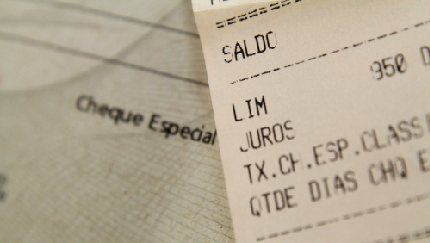 Cheque Especial
SALDO
950 D
LIM
JUROS
TX.CH.ESP.CLASS
QTDE DIAS CHQ E